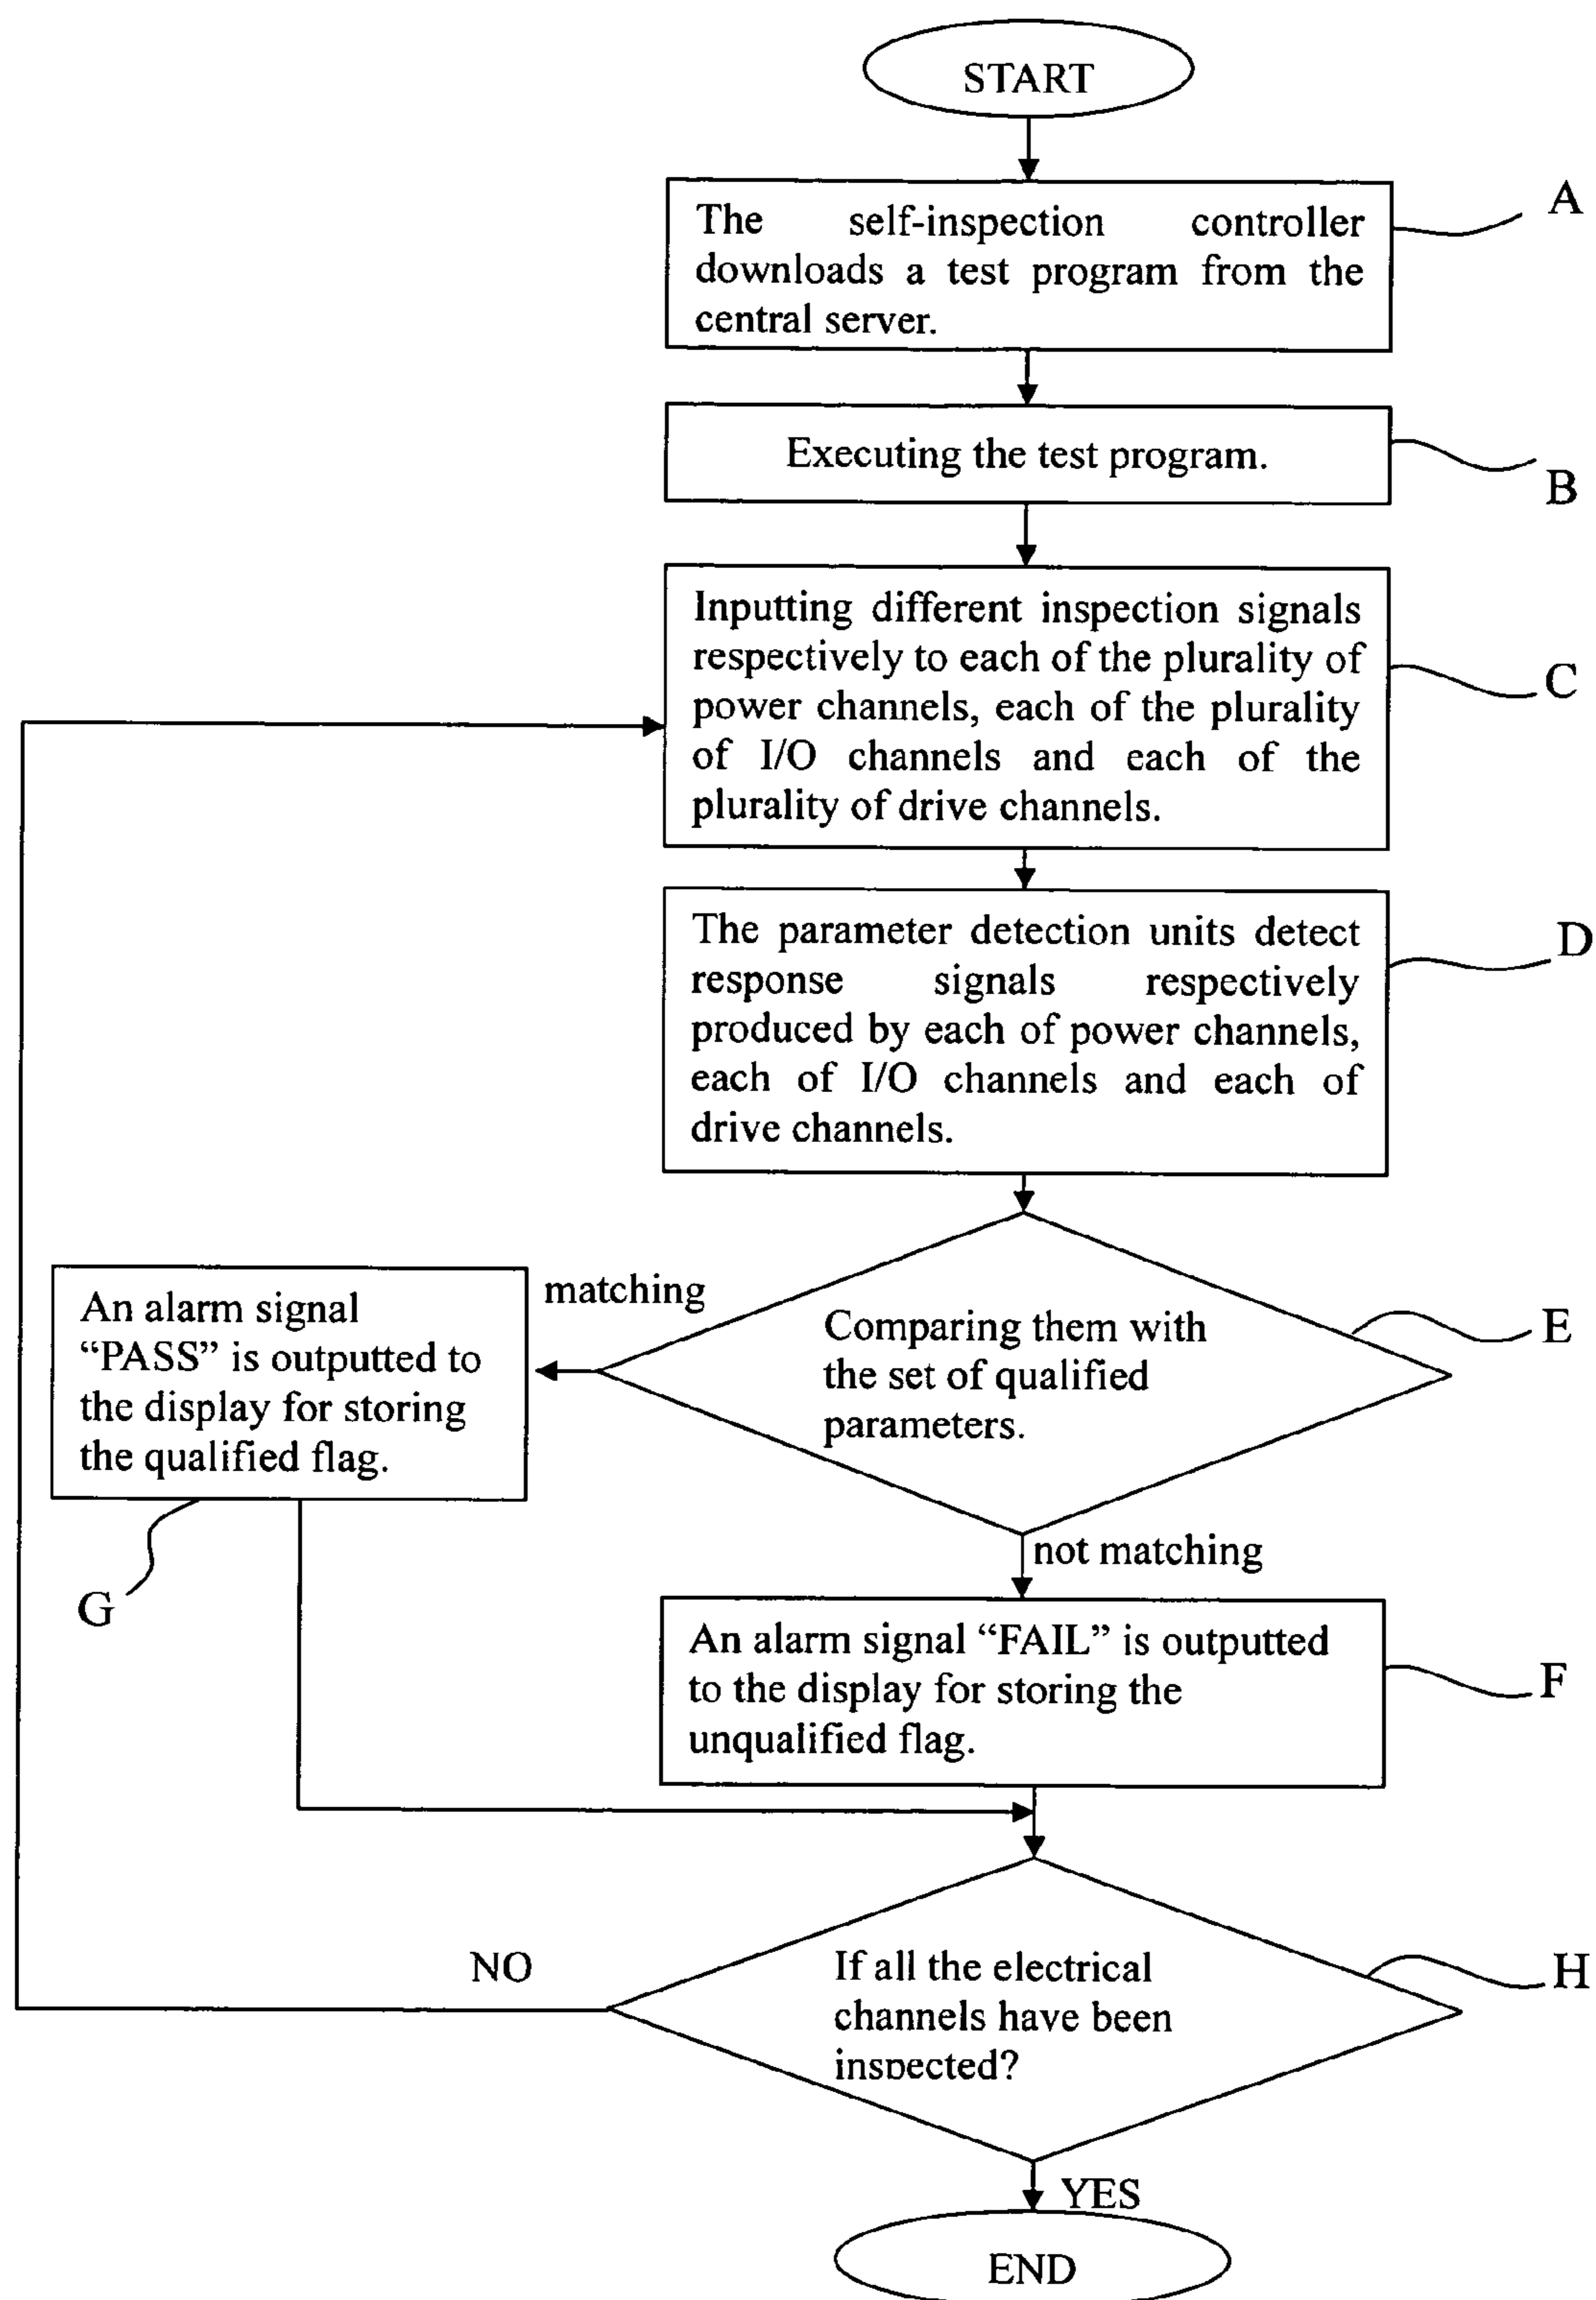 START
The self-inspection controller
downloads a test program from the
central server.
A
Executing the test program.
B
Inputting different inspection signals
respectively to each of the plurality of
power channels, each of the plurality
of I/O channels and each of the
plurality of drive channels.
C
The parameter detection units detect
response signals respectively
produced by each of power channels,
each of I/O channels and each of
drive channels.
D
Comparing them with
the set of qualified
parameters.
E
matching
An alarm signal
“PASS” is outputted to
the display for storing
the qualified flag.
G
not matching
An alarm signal “FAIL” is outputted
to the display for storing the
unqualified flag.
F
If all the electrical
channels have been
inspected?
H
NO
YES
END